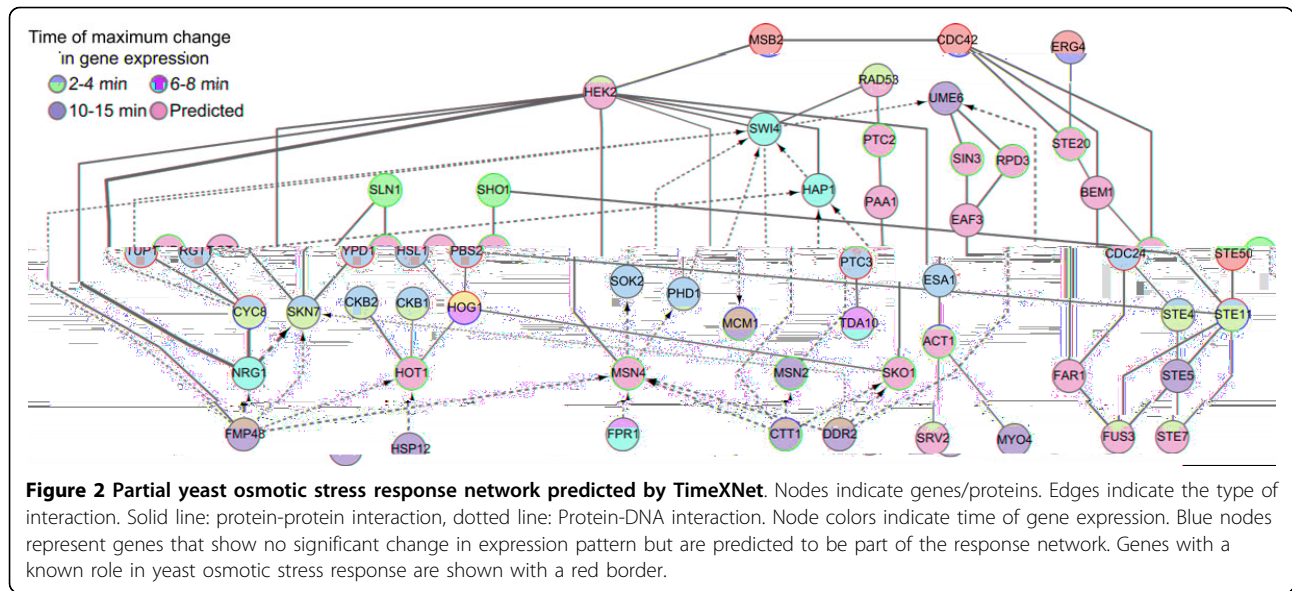 Time of maximum change
in gene expression
2-4 min 6-8 min
10-15 min Predicted
MSB2 CDC42 ERG4
HEK2 RAD53 UME6
SWI4 PTC2 SIN3 RPD3 STE20
SLN1 SHO1 HAP1 PAA1 EAF3 BEM1
TUP1 RGT1 YPD1 HSL1 PBS2 PTC3 CDC24 STE50
SOK2 PHD1 ESA1
CYC8 SKN7 CKB2 CKB1 HOG1 MCM1 TDA10 STE4 STE11
ACT1
NRG1 HOT1 MSN4 MSN2 SKO1 FAR1 STE5
FMP48 HSP12 FPR1 CTT1 DDR2 SRV2 MYO4 FUS3 STE7
Figure 2 Partial yeast osmotic stress response network predicted by TimeXNet. Nodes indicate genes/proteins. Edges indicate the type of
interaction. Solid line: protein-protein interaction, dotted line: Protein-DNA interaction. Node colors indicate time of gene expression. Blue nodes
represent genes that show no significant change in expression pattern but are predicted to be part of the response network. Genes with a
known role in yeast osmotic stress response are shown with a red border.